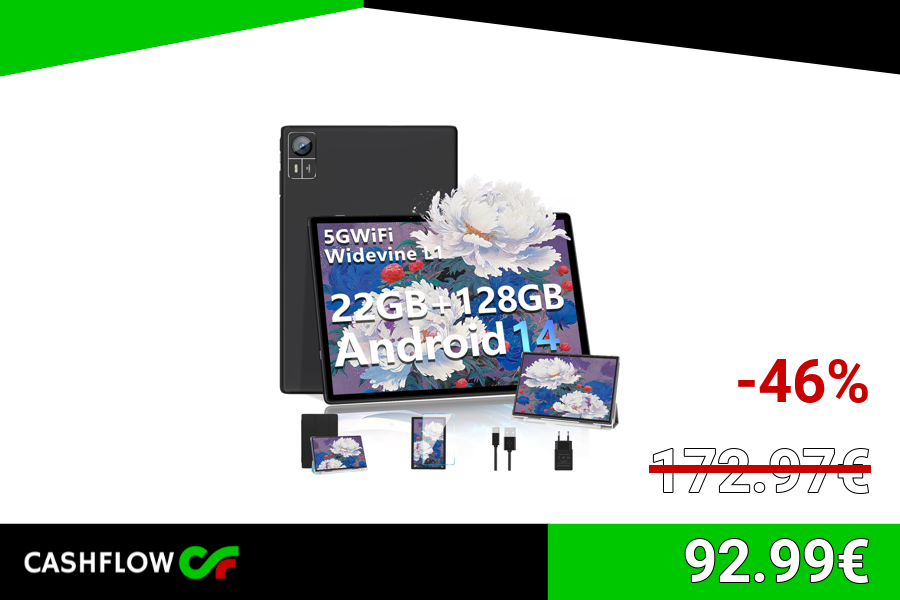 5GWiFi
Widevine L1
22GB+128GB
Android 14
-46%
172.97€
CASHFLOW
92.99€